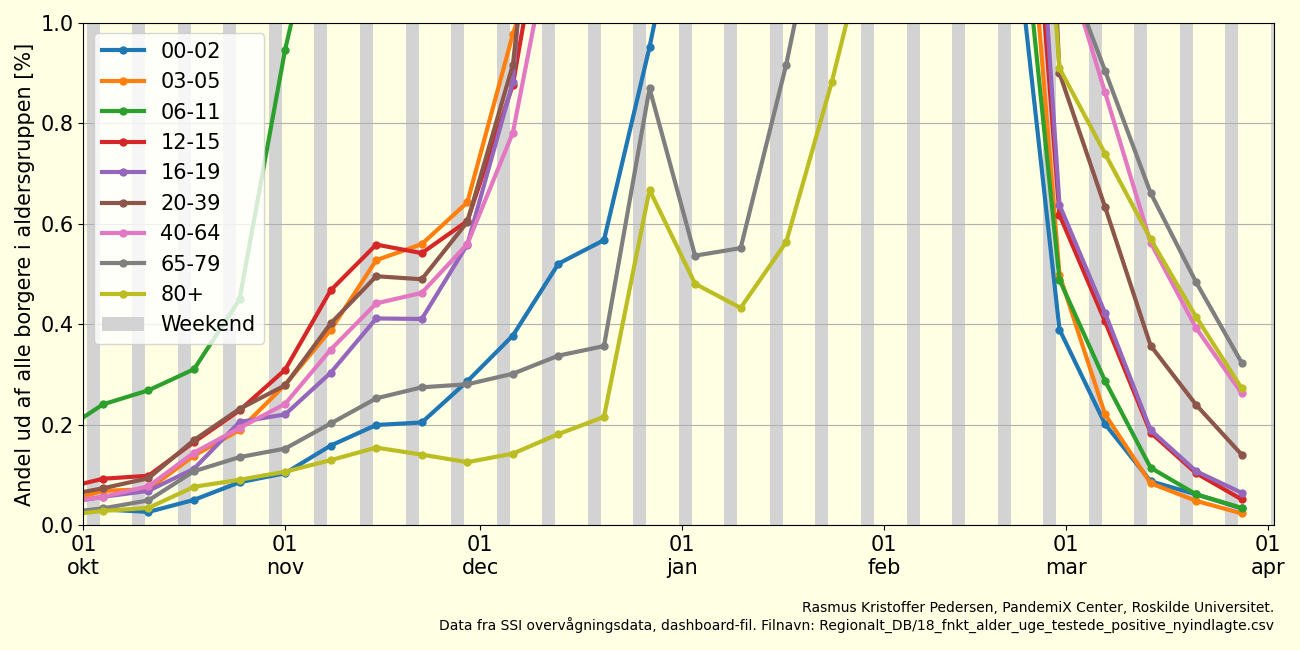 Andel ud af alle borgere i aldersgruppen [%]
1.0
0.8
0.6
0.4
0.2
0.0
00-02
03-05
06-11
12-15
16-19
20-39
40-64
65-79
80+
Weekend
01 01 01 01 01 01 01
okt nov dec jan feb mar apr
Rasmus Kristoffer Pedersen, PandemiX Center, Roskilde Universitet.
Data fra SSI overvågningsdata, dashboard-fil. Filnavn: Regionalt_DB/18_fnkt_alder_uge_testede_positive_nyindlagte.csv